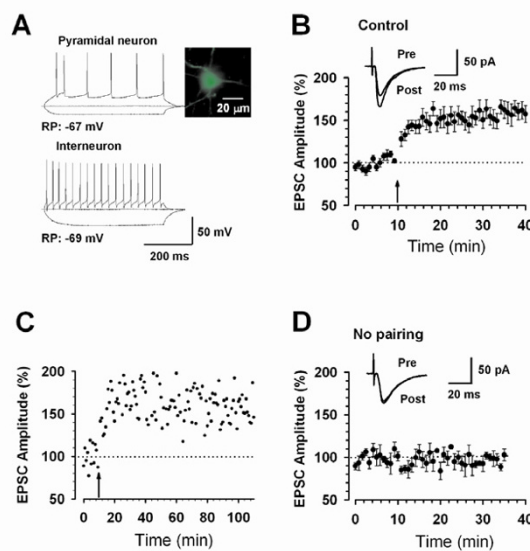 A
Pyramidal neuron
20 μm
RP: -67 mV
Interneuron
RP: -69 mV
50 mV
200 ms
B
Control
Pre
Post
50 pA
20 ms
EPSC Amplitude (%)
200
150
100
50
0 10 20 30 40
Time (min)
C
EPSC Amplitude (%)
200
150
100
50
0 20 40 60 80 100
Time (min)
D
No pairing
Pre
Post
50 pA
20 ms
EPSC Amplitude (%)
200
150
100
50
0 10 20 30 40
Time (min)